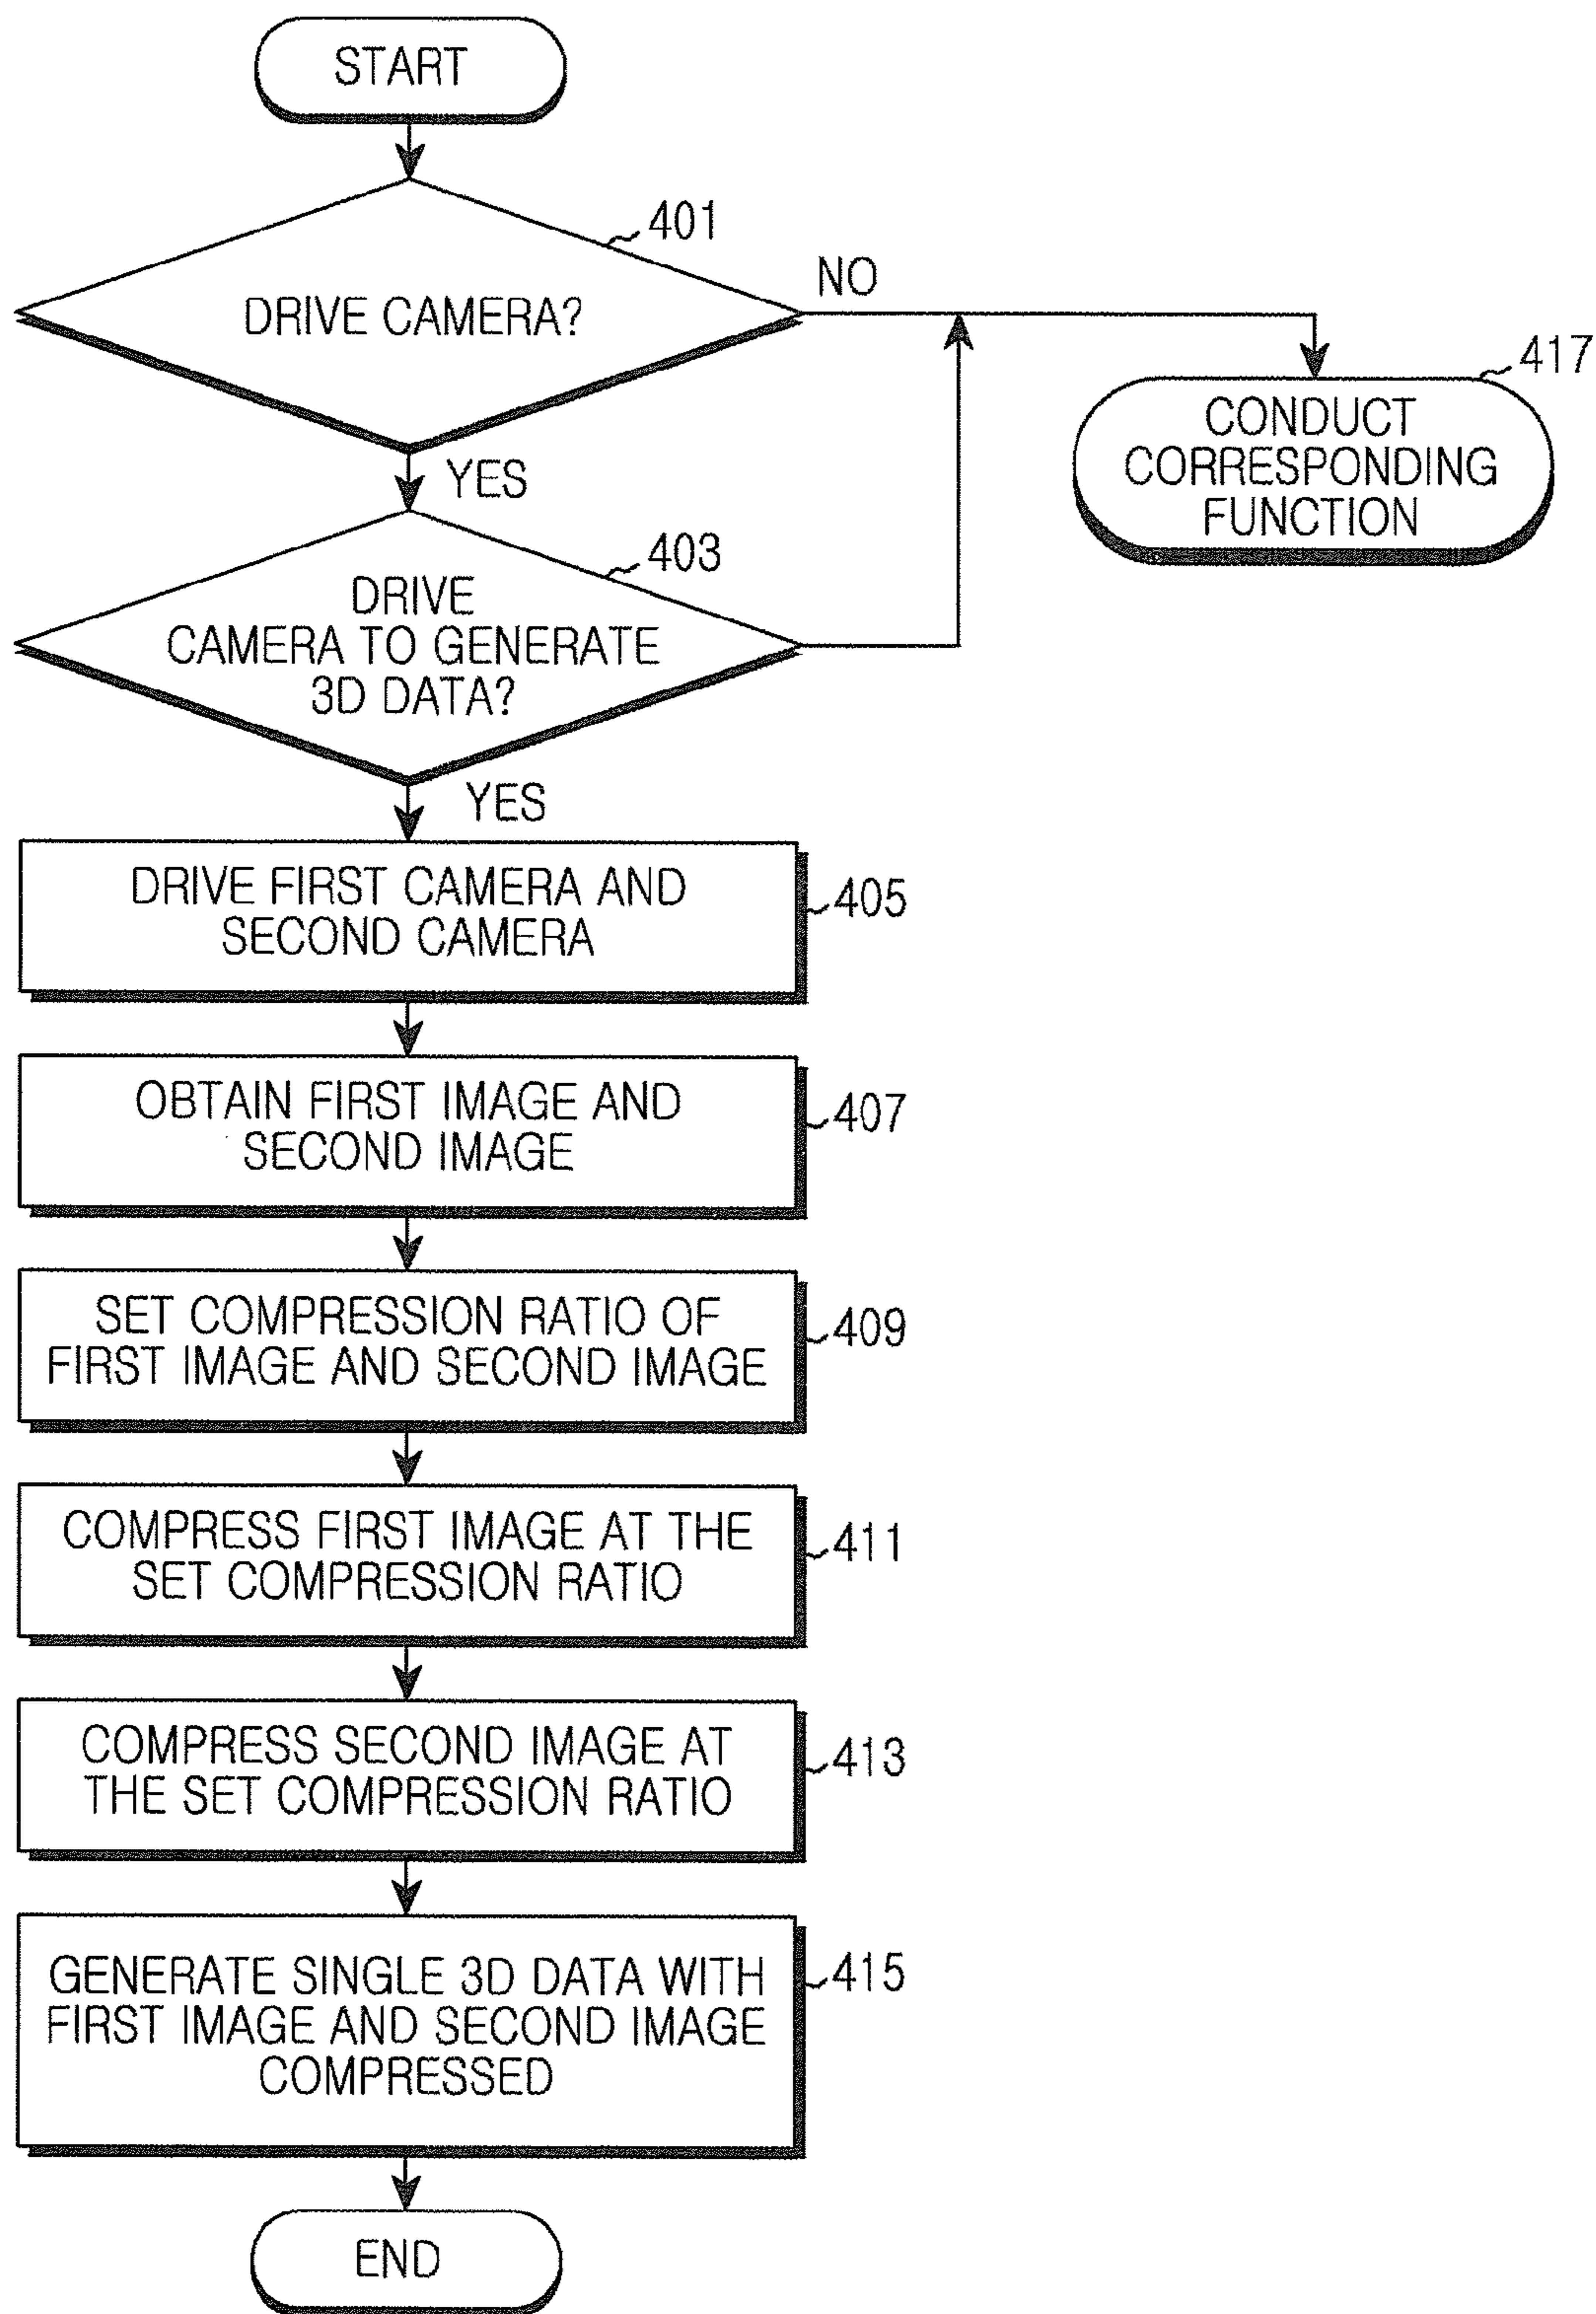 START
401
DRIVE CAMERA?
NO
417
CONDUCT
CORRESPONDING
FUNCTION
YES
403
DRIVE
CAMERA TO GENERATE
3D DATA?
YES
DRIVE FIRST CAMERA AND
SECOND CAMERA
405
OBTAIN FIRST IMAGE AND
SECOND IMAGE
407
SET COMPRESSION RATIO OF
FIRST IMAGE AND SECOND IMAGE
409
COMPRESS FIRST IMAGE AT THE
SET COMPRESSION RATIO
411
COMPRESS SECOND IMAGE AT
THE SET COMPRESSION RATIO
413
GENERATE SINGLE 3D DATA WITH
FIRST IMAGE AND SECOND IMAGE
COMPRESSED
415
END